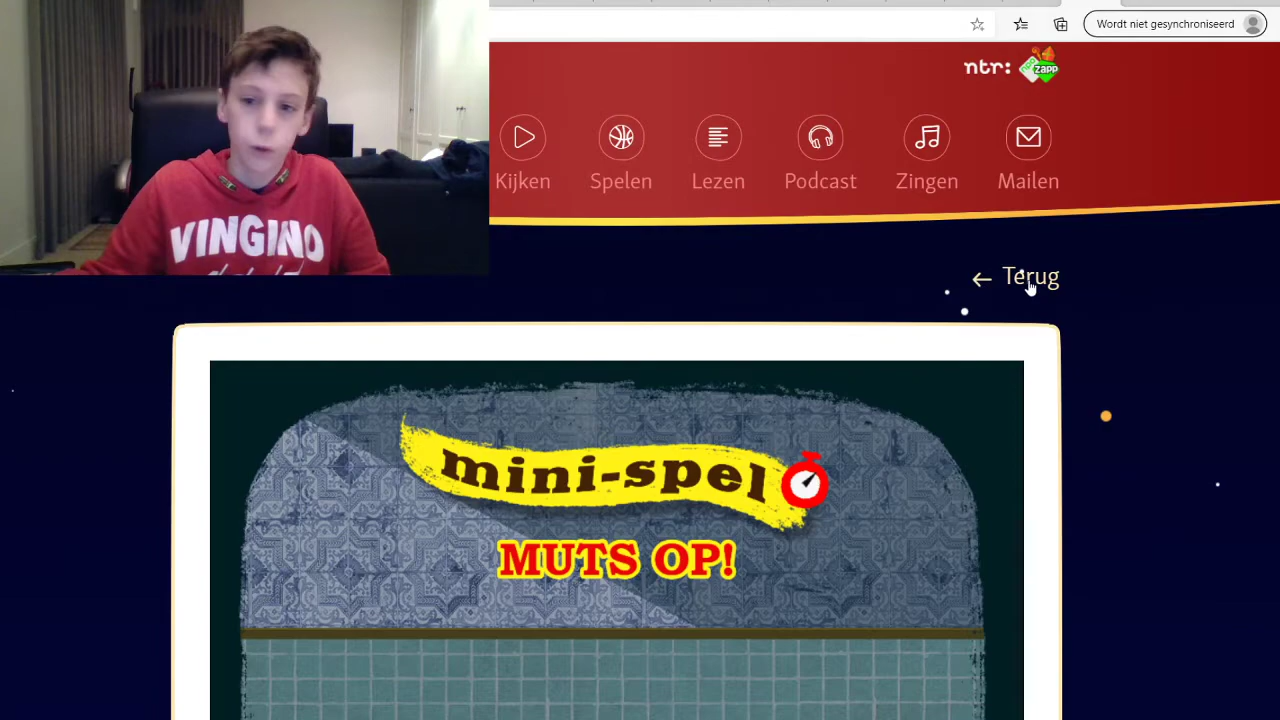 Wordt niet gesynchroniseerd
ntr:
zapp
Kijken
Spelen
Lezen
Podcast
Zingen
Mailen
← Terug
VINGINO
mini-spel
MUTS OP!